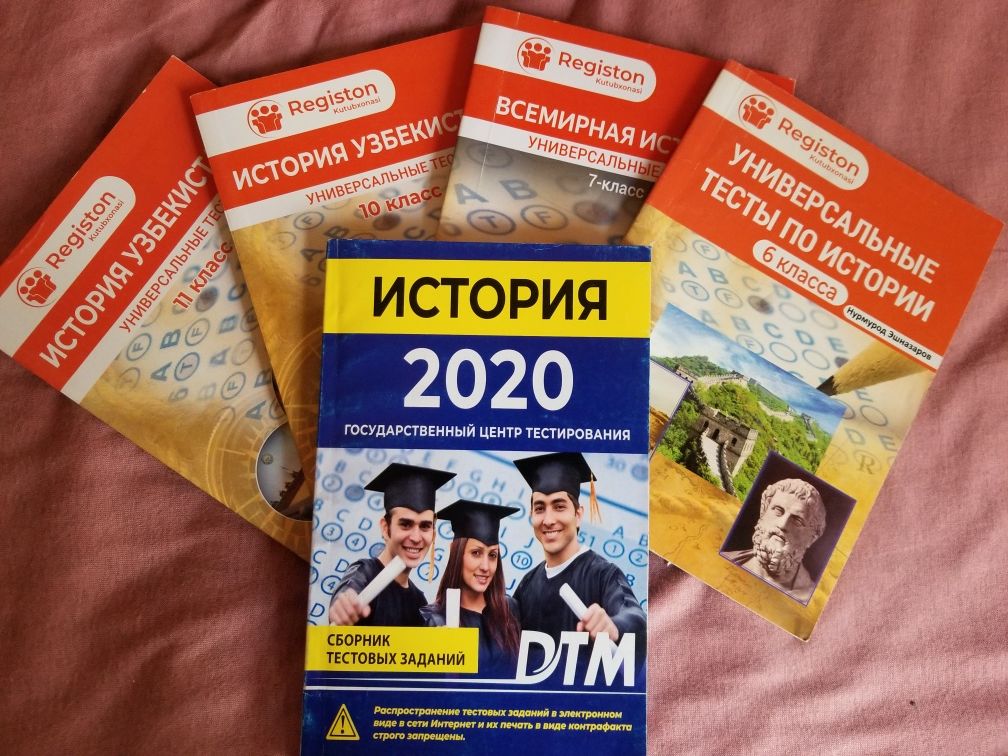 Registon
Kutubxonasi
ИСТОРИЯ УЗБЕКИСТ
УНИВЕРСАЛЬНЫЕ ТЕС
11 класс
Registon
Kutubxonasi
ИСТОРИЯ УЗБЕКИСТ
УНИВЕРСАЛЬНЫЕ ТЕС
10 класс
Registon
Kutubxonasi
ВСЕМИРНАЯ ИСТ
УНИВЕРСАЛЬНЫЕ
7-класс
Registon
Kutubxonasi
УНИВЕРСАЛЬНЫЕ
ТЕСТЫ ПО ИСТОРИИ
6 класса
Нурмурод Эшназаров
ИСТОРИЯ
2020
ГОСУДАРСТВЕННЫЙ ЦЕНТР ТЕСТИРОВАНИЯ
СБОРНИК
ТЕСТОВЫХ ЗАДАНИЙ
DTM
Распространение тестовых заданий в электронном
виде в сети Интернет и их печать в виде контрафакта
строго запрещены.